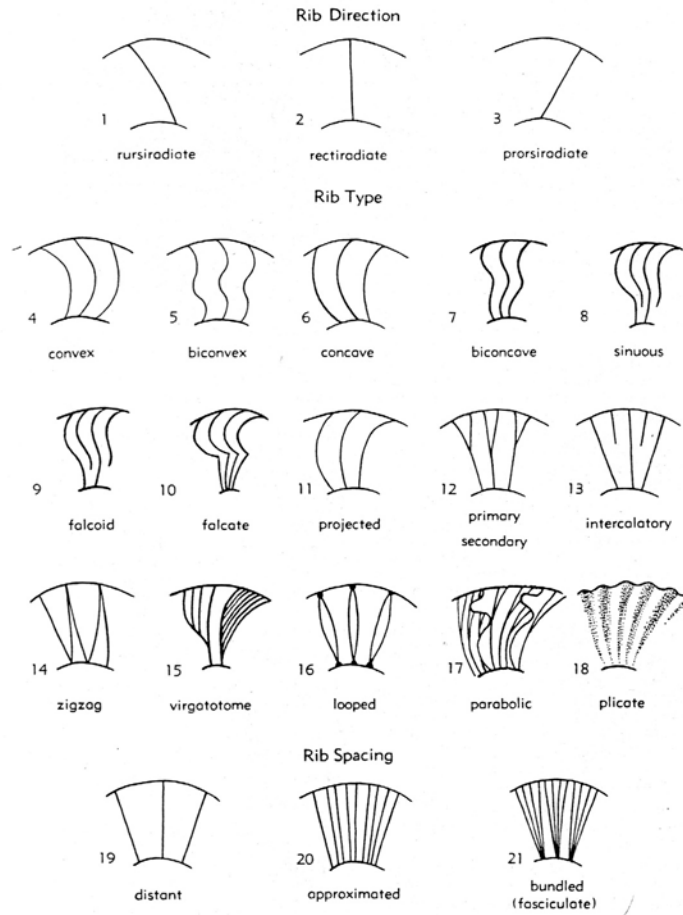 Rib Direction
1
2
3
rursiradiate
rectiradiate
prorsiradiate
Rib Type
4
5
6
7
8
convex
biconvex
concave
biconcave
sinuous
9
10
11
12
13
falcoid
falcate
projected
primary
secondary
intercalatory
14
15
16
17
18
zigzag
virgatotome
looped
parabolic
plicate
Rib Spacing
19
20
21
distant
approximated
bundled
(fasciculate)